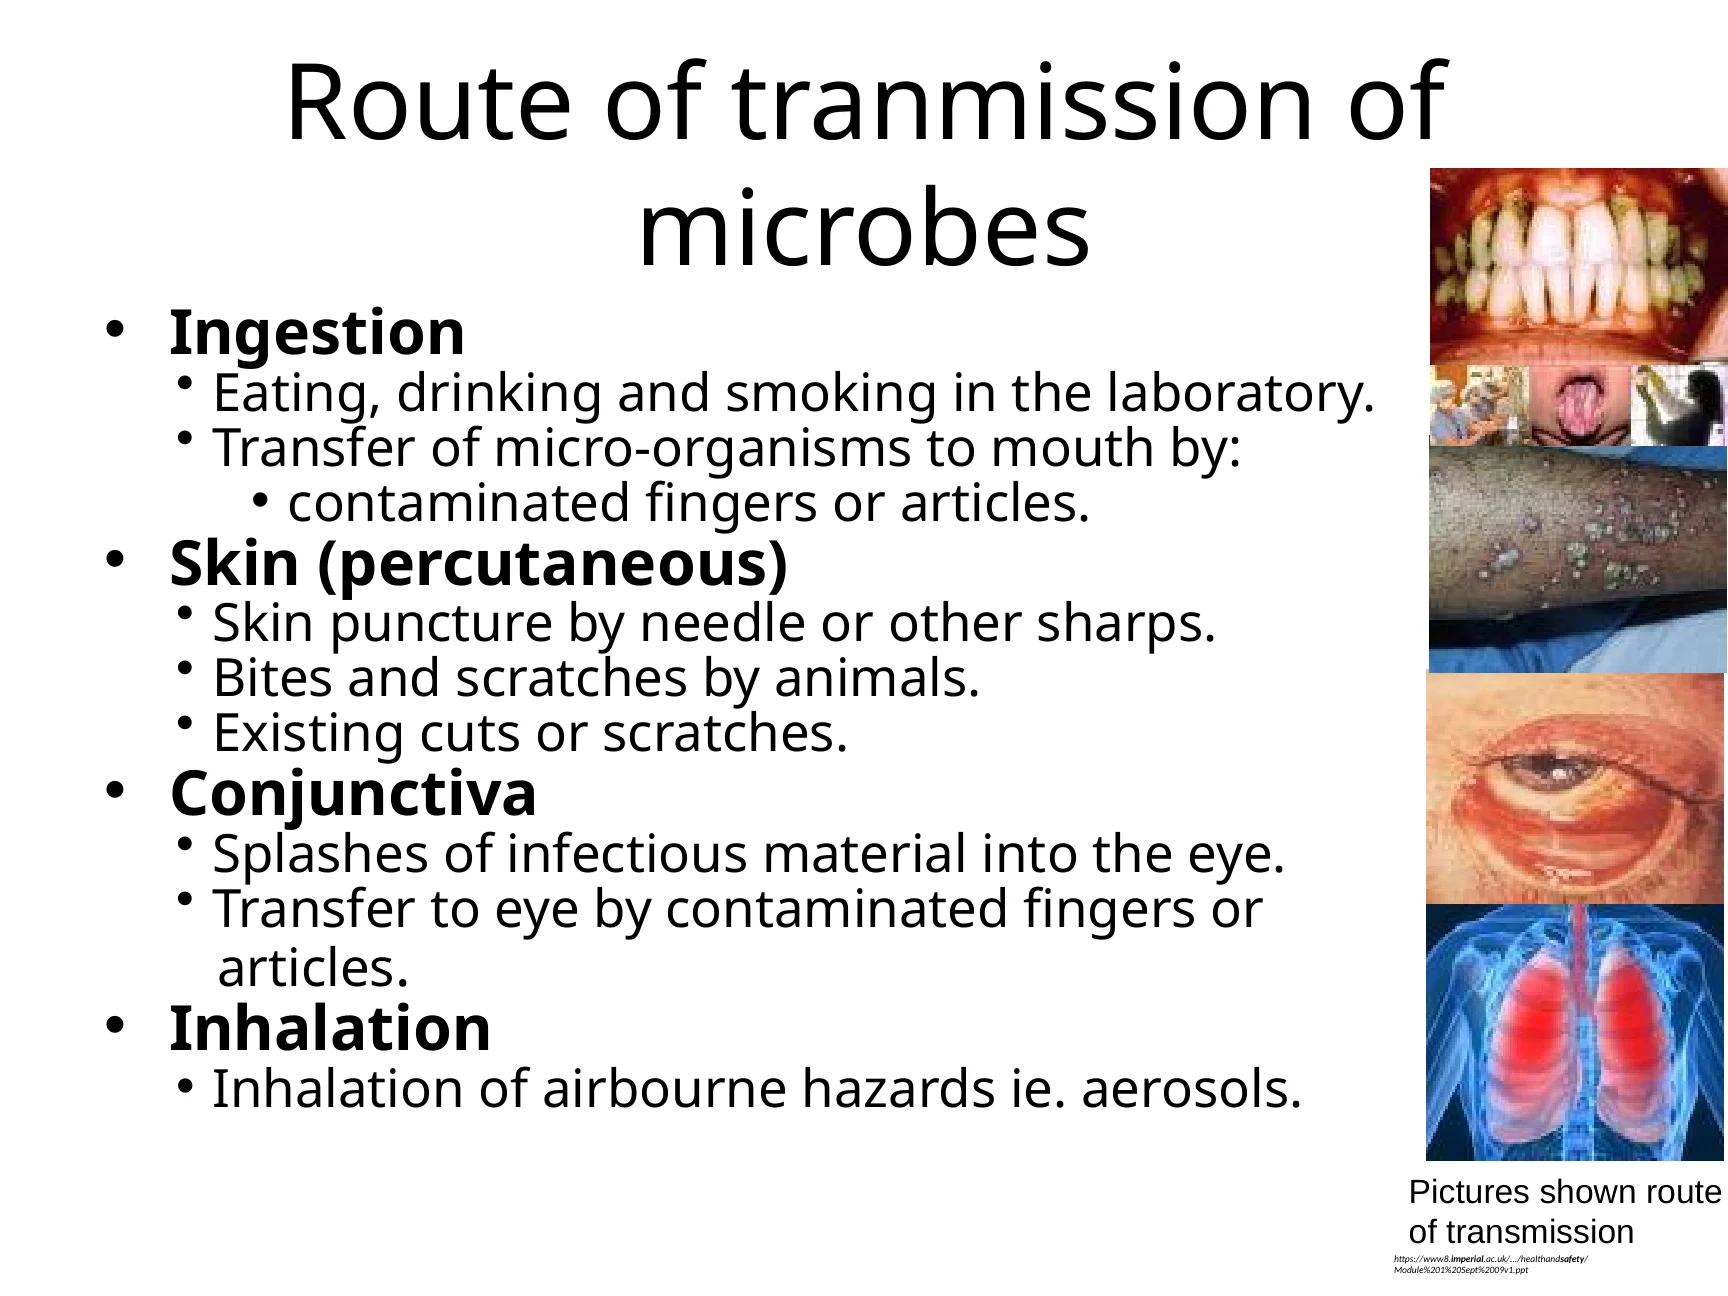 Route of tranmission of
microbes
• Ingestion
• Eating, drinking and smoking in the laboratory.
• Transfer of micro-organisms to mouth by:
• contaminated fingers or articles.
• Skin (percutaneous)
• Skin puncture by needle or other sharps.
• Bites and scratches by animals.
• Existing cuts or scratches.
• Conjunctiva
• Splashes of infectious material into the eye.
• Transfer to eye by contaminated fingers or
articles.
• Inhalation
• Inhalation of airbourne hazards ie. aerosols.
Pictures shown route
of transmission
https://www8.imperial.ac.uk/.../healthandsafety/
Module%201%20Sept%2009v1.ppt